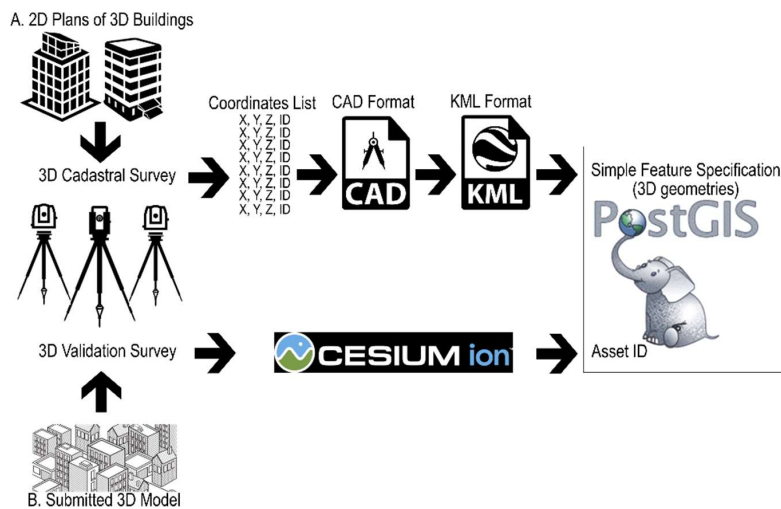 A. 2D Plans of 3D Buildings
3D Cadastral Survey
Coordinates List
X, Y, Z, ID
X, Y, Z, ID
X, Y, Z, ID
X, Y, Z, ID
X, Y, Z, ID
X, Y, Z, ID
X, Y, Z, ID
X, Y, Z, ID
CAD Format
CAD
KML Format
KML
Simple Feature Specification
(3D geometries)
PostGIS
Asset ID
3D Validation Survey
CESIUM ion
B. Submitted 3D Model